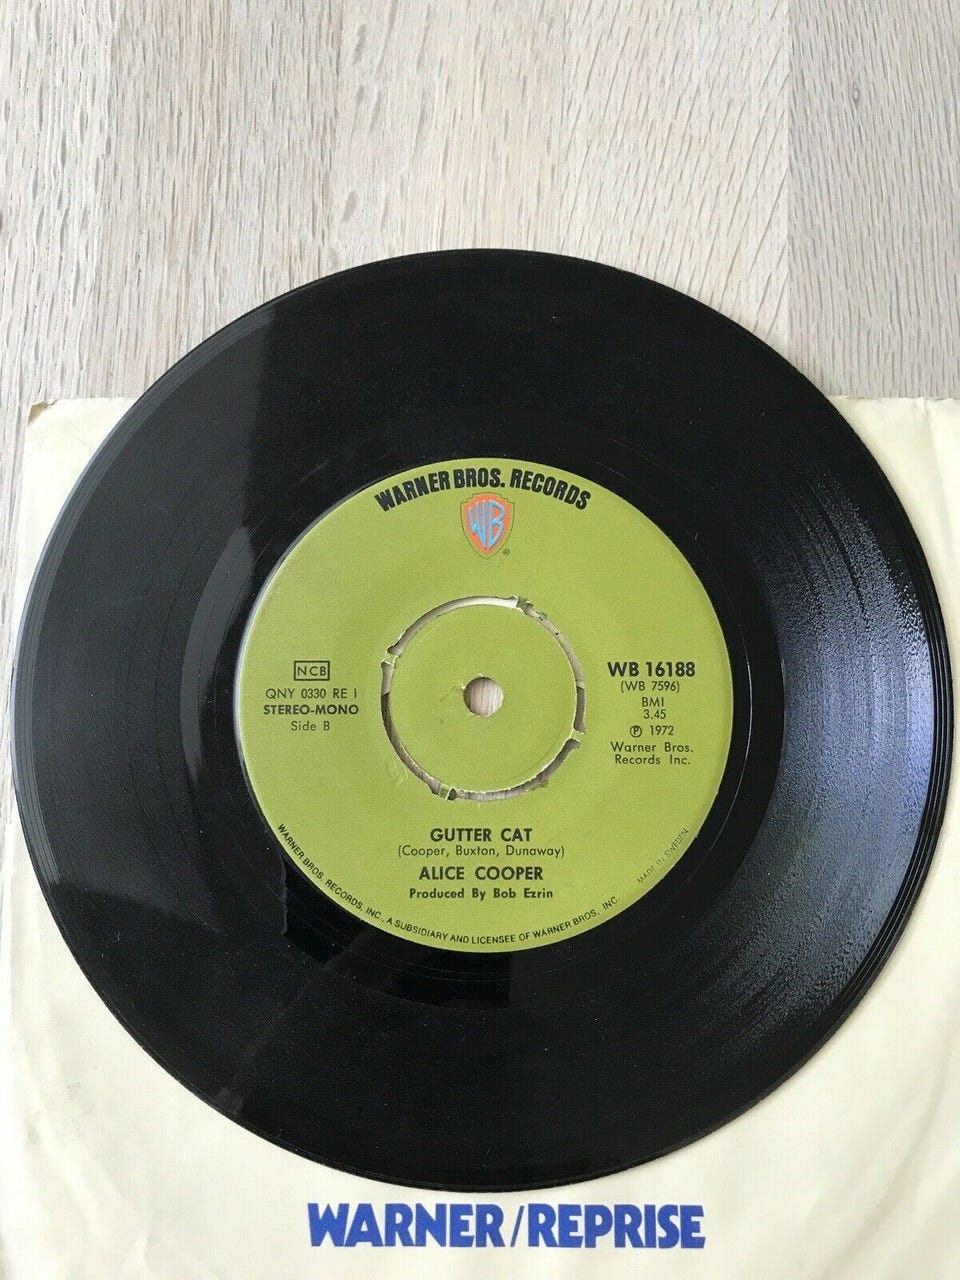 WARNER BROS. RECORDS
WB
®
NCB
QNY 0330 RE 1
STEREO-MONO
Side B
WB 16188
(WB 7596)
BMI
3.45
℗ 1972
Warner Bros.
Records Inc.
GUTTER CAT
(Cooper, Buxton, Dunaway)
ALICE COOPER
Produced By Bob Ezrin
WARNER BROS. RECORDS, INC., A SUBSIDIARY AND LICENSEE OF WARNER BROS., INC.
MADE IN SWEDEN
WARNER/REPRISE